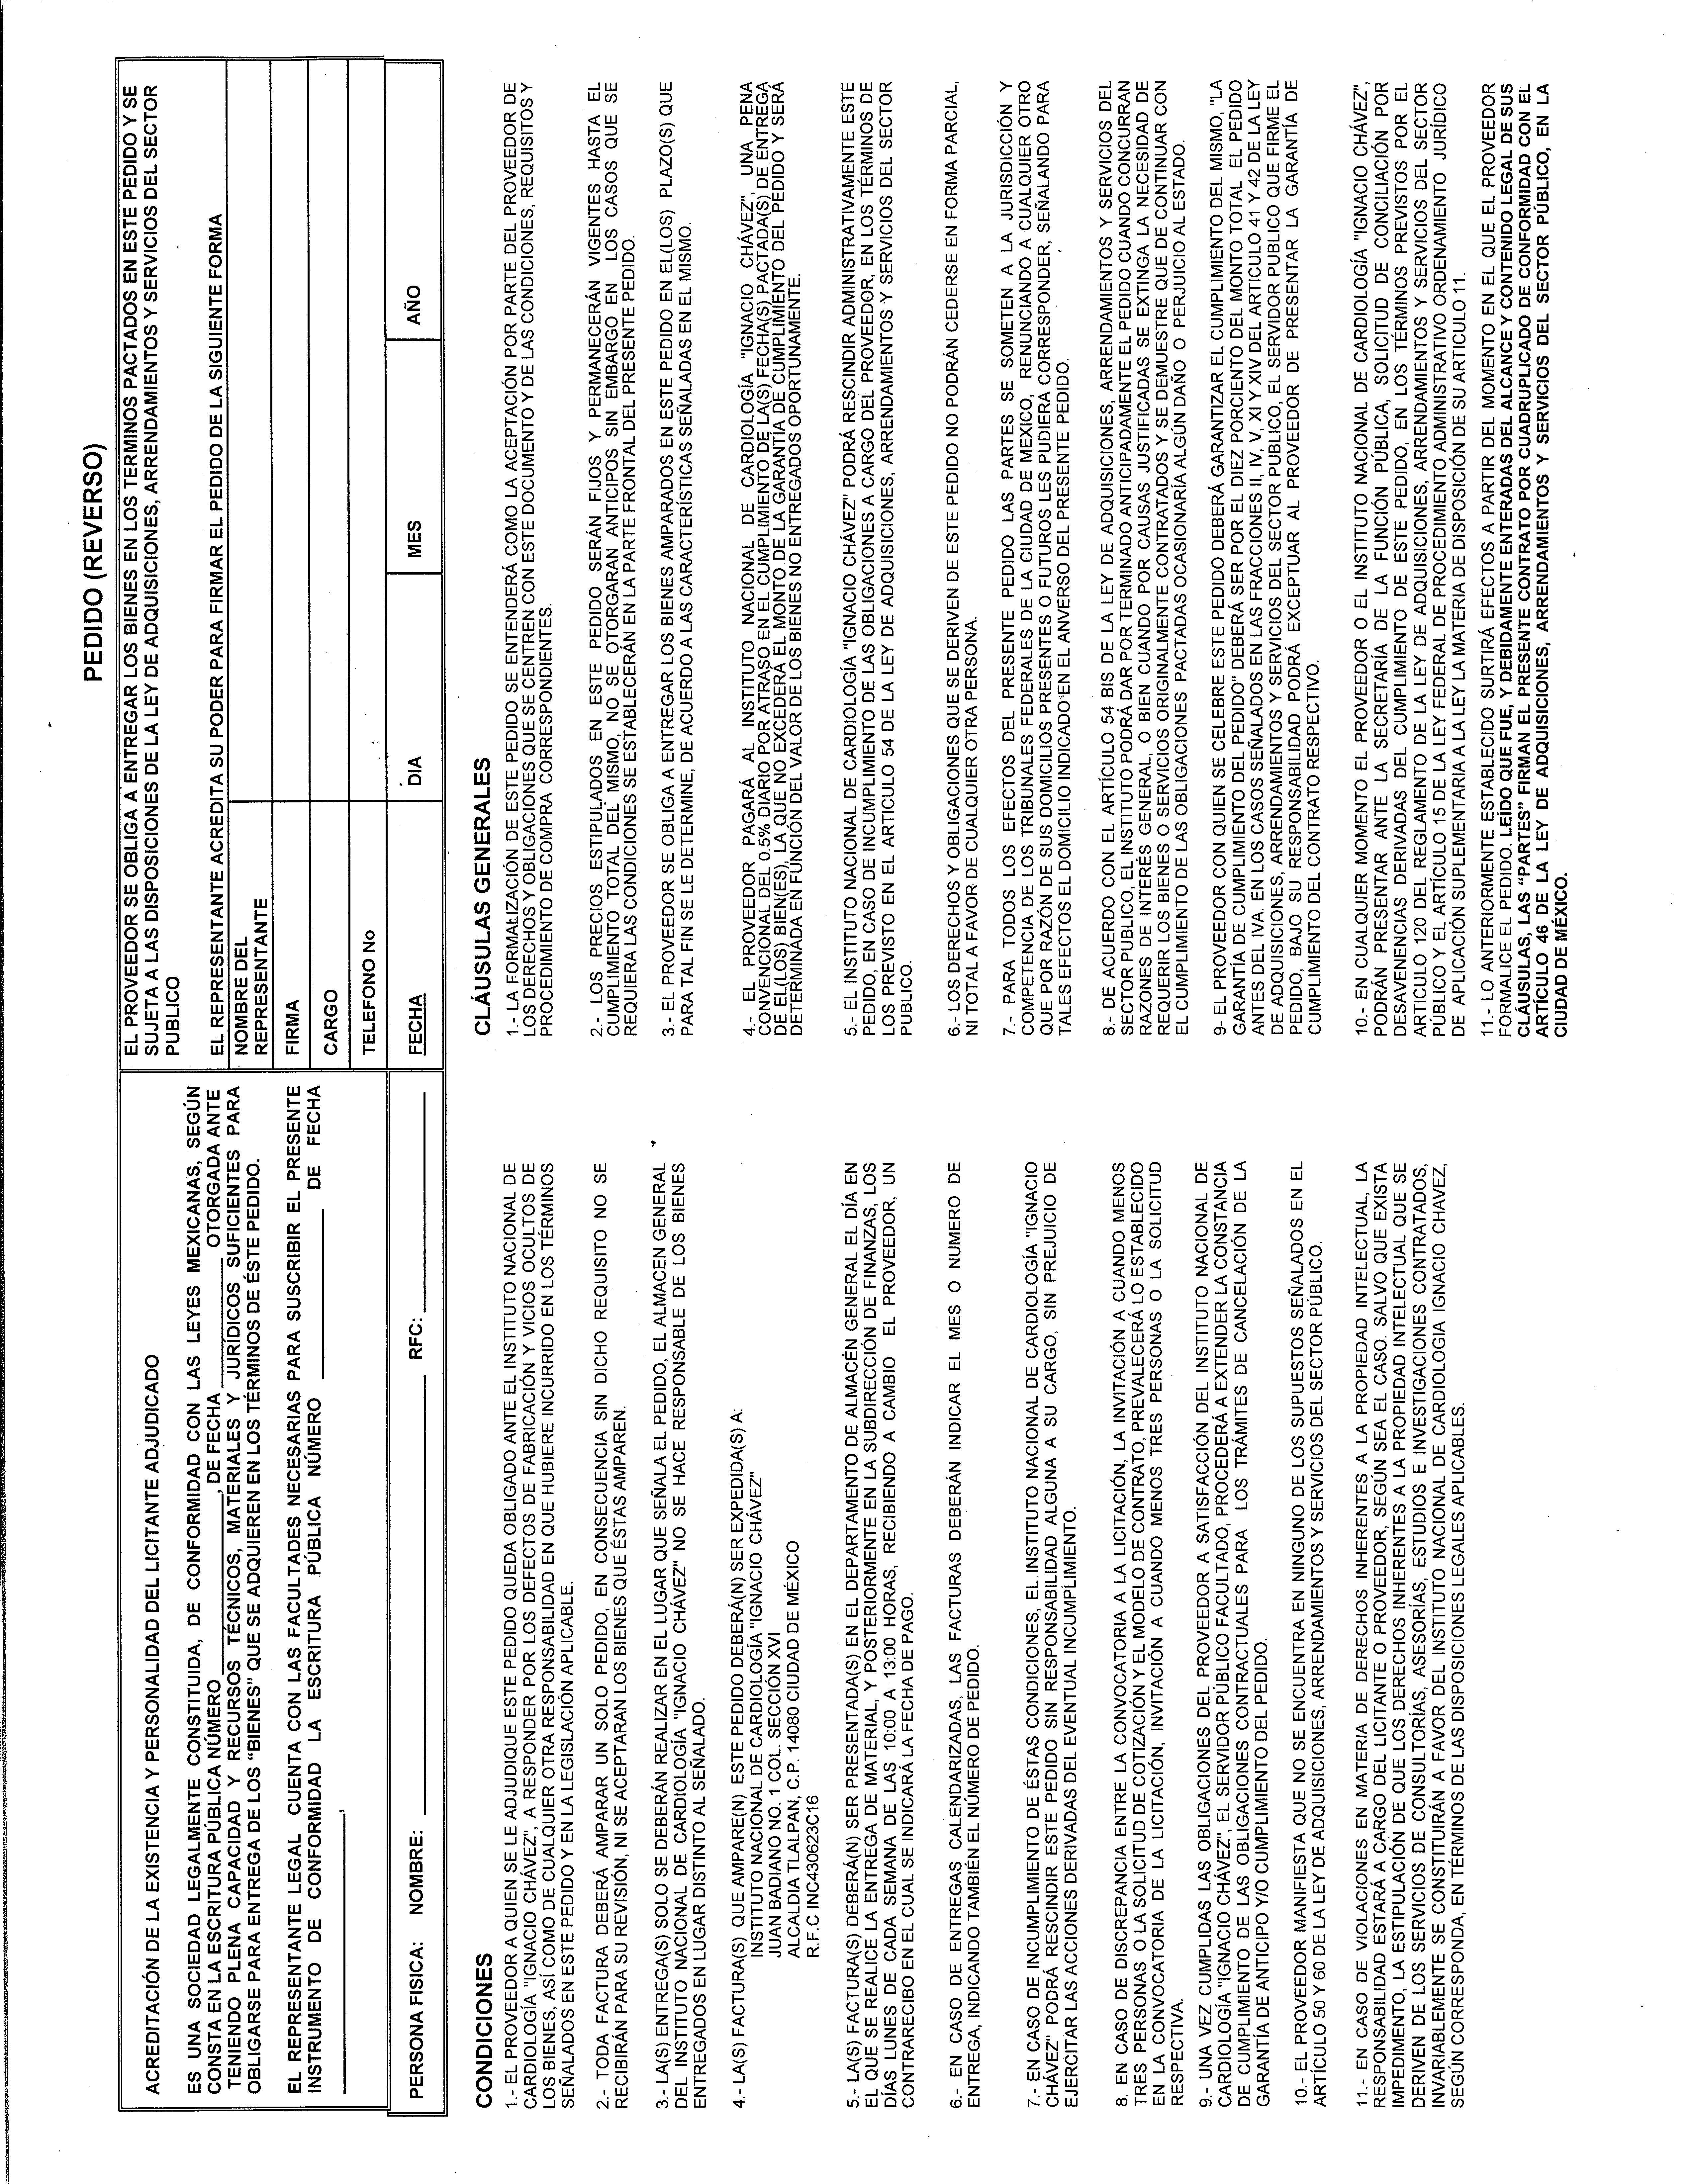 PEDIDO (REVERSO)
ACREDITACIÓN DE LA EXISTENCIA Y PERSONALIDAD DEL LICITANTE ADJUDICADO
ES UNA SOCIEDAD LEGALMENTE CONSTITUIDA, DE CONFORMIDAD CON LAS LEYES MEXICANAS, SEGÚN
CONSTA EN LA ESCRITURA PÚBLICA NÚMERO ________, DE FECHA ________ OTORGADA ANTE
TENIENDO PLENA CAPACIDAD Y RECURSOS TÉCNICOS, MATERIALES Y JURÍDICOS SUFICIENTES PARA
OBLIGARSE PARA ENTREGA DE LOS "BIENES" QUE SE ADQUIEREN EN LOS TÉRMINOS DE ÉSTE PEDIDO.
EL REPRESENTANTE LEGAL CUENTA CON LAS FACULTADES NECESARIAS PARA SUSCRIBIR EL PRESENTE
INSTRUMENTO DE CONFORMIDAD LA ESCRITURA PÚBLICA NÚMERO ________ DE FECHA
________,
PERSONA FISICA: NOMBRE: ________ RFC: ________
EL PROVEEDOR SE OBLIGA A ENTREGAR LOS BIENES EN LOS TERMINOS PACTADOS EN ESTE PEDIDO Y SE
SUJETA A LAS DISPOSICIONES DE LA LEY DE ADQUISICIONES, ARRENDAMIENTOS Y SERVICIOS DEL SECTOR
PUBLICO
EL REPRESENTANTE ACREDITA SU PODER PARA FIRMAR EL PEDIDO DE LA SIGUIENTE FORMA
NOMBRE DEL
REPRESENTANTE
FIRMA
CARGO
TELEFONO No
FECHA DIA MES AÑO
CONDICIONES
1.- EL PROVEEDOR A QUIEN SE LE ADJUDIQUE ESTE PEDIDO QUEDA OBLIGADO ANTE EL INSTITUTO NACIONAL DE
CARDIOLOGÍA "IGNACIO CHÁVEZ", A RESPONDER POR LOS DEFECTOS DE FABRICACIÓN Y VICIOS OCULTOS DE
LOS BIENES, ASÍ COMO DE CUALQUIER OTRA RESPONSABILIDAD EN QUE HUBIERE INCURRIDO EN LOS TÉRMINOS
SEÑALADOS EN ESTE PEDIDO Y EN LA LEGISLACIÓN APLICABLE.
2.- TODA FACTURA DEBERÁ AMPARAR UN SOLO PEDIDO, EN CONSECUENCIA SIN DICHO REQUISITO NO SE
RECIBIRÁN PARA SU REVISIÓN, NI SE ACEPTARAN LOS BIENES QUE ÉSTAS AMPAREN.
3.- LA(S) ENTREGA(S) SOLO SE DEBERÁN REALIZAR EN EL LUGAR QUE SEÑALA EL PEDIDO, EL ALMACEN GENERAL
DEL INSTITUTO NACIONAL DE CARDIOLOGÍA "IGNACIO CHÁVEZ" NO SE HACE RESPONSABLE DE LOS BIENES
ENTREGADOS EN LUGAR DISTINTO AL SEÑALADO.
4.- LA(S) FACTURA(S) QUE AMPARE(N) ESTE PEDIDO DEBERÁ(N) SER EXPEDIDA(S) A:
INSTITUTO NACIONAL DE CARDIOLOGÍA "IGNACIO CHÁVEZ"
JUAN BADIANO NO. 1 COL. SECCIÓN XVI
ALCALDIA TLALPAN, C.P. 14080 CIUDAD DE MÉXICO
R.F.C INC430623C16
5.- LA(S) FACTURA(S) DEBERÁ(N) SER PRESENTADA(S) EN EL DEPARTAMENTO DE ALMACÉN GENERAL EL DÍA EN
EL QUE SE REALICE LA ENTREGA DE MATERIAL, Y POSTERIORMENTE EN LA SUBDIRECCIÓN DE FINANZAS, LOS
DÍAS LUNES DE CADA SEMANA DE LAS 10:00 A 13:00 HORAS, RECIBIENDO A CAMBIO EL PROVEEDOR, UN
CONTRARECIBO EN EL CUAL SE INDICARÁ LA FECHA DE PAGO.
6.- EN CASO DE ENTREGAS CALENDARIZADAS, LAS FACTURAS DEBERÁN INDICAR EL MES O NUMERO DE
ENTREGA, INDICANDO TAMBIÉN EL NÚMERO DE PEDIDO.
7.- EN CASO DE INCUMPLIMIENTO DE ÉSTAS CONDICIONES, EL INSTITUTO NACIONAL DE CARDIOLOGÍA "IGNACIO
CHÁVEZ" PODRÁ RESCINDIR ESTE PEDIDO SIN RESPONSABILIDAD ALGUNA A SU CARGO, SIN PREJUICIO DE
EJERCITAR LAS ACCIONES DERIVADAS DEL EVENTUAL INCUMPLIMIENTO.
8. EN CASO DE DISCREPANCIA ENTRE LA CONVOCATORIA A LA LICITACIÓN, LA INVITACIÓN A CUANDO MENOS
TRES PERSONAS O LA SOLICITUD DE COTIZACIÓN Y EL MODELO DE CONTRATO, PREVALECERÁ LO ESTABLECIDO
EN LA CONVOCATORIA DE LA LICITACIÓN, INVITACIÓN A CUANDO MENOS TRES PERSONAS O LA SOLICITUD
RESPECTIVA.
9.- UNA VEZ CUMPLIDAS LAS OBLIGACIONES DEL PROVEEDOR A SATISFACCIÓN DEL INSTITUTO NACIONAL DE
CARDIOLOGÍA "IGNACIO CHÁVEZ", EL SERVIDOR PÚBLICO FACULTADO, PROCEDERÁ A EXTENDER LA CONSTANCIA
DE CUMPLIMIENTO DE LAS OBLIGACIONES CONTRACTUALES PARA LOS TRÁMITES DE CANCELACIÓN DE LA
GARANTÍA DE ANTICIPO Y/O CUMPLIMIENTO DEL PEDIDO.
10.- EL PROVEEDOR MANIFIESTA QUE NO SE ENCUENTRA EN NINGUNO DE LOS SUPUESTOS SEÑALADOS EN EL
ARTÍCULO 50 Y 60 DE LA LEY DE ADQUISICIONES, ARRENDAMIENTOS Y SERVICIOS DEL SECTOR PÚBLICO.
11.- EN CASO DE VIOLACIONES EN MATERIA DE DERECHOS INHERENTES A LA PROPIEDAD INTELECTUAL, LA
RESPONSABILIDAD ESTARÁ A CARGO DEL LICITANTE O PROVEEDOR, SEGÚN SEA EL CASO. SALVO QUE EXISTA
IMPEDIMENTO, LA ESTIPULACIÓN DE QUE LOS DERECHOS INHERENTES A LA PROPIEDAD INTELECTUAL QUE SE
DERIVEN DE LOS SERVICIOS DE CONSULTORÍAS, ASESORÍAS, ESTUDIOS E INVESTIGACIONES CONTRATADOS,
INVARIABLEMENTE SE CONSTITUIRÁN A FAVOR DEL INSTITUTO NACIONAL DE CARDIOLOGIA IGNACIO CHAVEZ,
SEGÚN CORRESPONDA, EN TÉRMINOS DE LAS DISPOSICIONES LEGALES APLICABLES.
CLÁUSULAS GENERALES
1.- LA FORMALIZACIÓN DE ESTE PEDIDO SE ENTENDERÁ COMO LA ACEPTACIÓN POR PARTE DEL PROVEEDOR DE
LOS DERECHOS Y OBLIGACIONES QUE SE CENTREN CON ESTE DOCUMENTO Y DE LAS CONDICIONES, REQUISITOS Y
PROCEDIMIENTO DE COMPRA CORRESPONDIENTES.
2.- LOS PRECIOS ESTIPULADOS EN ESTE PEDIDO SERÁN FIJOS Y PERMANECERÁN VIGENTES HASTA EL
CUMPLIMIENTO TOTAL DEL MISMO, NO SE OTORGARAN ANTICIPOS SIN EMBARGO EN LOS CASOS QUE SE
REQUIERA LAS CONDICIONES SE ESTABLECERÁN EN LA PARTE FRONTAL DEL PRESENTE PEDIDO.
3.- EL PROVEEDOR SE OBLIGA A ENTREGAR LOS BIENES AMPARADOS EN ESTE PEDIDO EN EL(LOS) PLAZO(S) QUE
PARA TAL FIN SE LE DETERMINE, DE ACUERDO A LAS CARACTERÍSTICAS SEÑALADAS EN EL MISMO.
4.- EL PROVEEDOR PAGARÁ AL INSTITUTO NACIONAL DE CARDIOLOGÍA "IGNACIO CHÁVEZ", UNA PENA
CONVENCIONAL DEL 0.5% DIARIO POR ATRASO EN EL CUMPLIMIENTO DE LA(S) FECHA(S) PACTADA(S) DE ENTREGA
DE EL(LOS) BIEN(ES), LA QUE NO EXCEDERÁ EL MONTO DE LA GARANTÍA DE CUMPLIMIENTO DEL PEDIDO Y SERÁ
DETERMINADA EN FUNCIÓN DEL VALOR DE LOS BIENES NO ENTREGADOS OPORTUNAMENTE.
5.- EL INSTITUTO NACIONAL DE CARDIOLOGÍA "IGNACIO CHÁVEZ" PODRÁ RESCINDIR ADMINISTRATIVAMENTE ESTE
PEDIDO, EN CASO DE INCUMPLIMIENTO DE LAS OBLIGACIONES A CARGO DEL PROVEEDOR, EN LOS TÉRMINOS DE
LOS PREVISTO EN EL ARTICULO 54 DE LA LEY DE ADQUISICIONES, ARRENDAMIENTOS Y SERVICIOS DEL SECTOR
PUBLICO.
6.- LOS DERECHOS Y OBLIGACIONES QUE SE DERIVEN DE ESTE PEDIDO NO PODRÁN CEDERSE EN FORMA PARCIAL,
NI TOTAL A FAVOR DE CUALQUIER OTRA PERSONA.
7.- PARA TODOS LOS EFECTOS DEL PRESENTE PEDIDO LAS PARTES SE SOMETEN A LA JURISDICCIÓN Y
COMPETENCIA DE LOS TRIBUNALES FEDERALES DE LA CIUDAD DE MEXICO, RENUNCIANDO A CUALQUIER OTRO
QUE POR RAZÓN DE SUS DOMICILIOS PRESENTES O FUTUROS LES PUDIERA CORRESPONDER, SEÑALANDO PARA
TALES EFECTOS EL DOMICILIO INDICADO EN EL ANVERSO DEL PRESENTE PEDIDO.
8.- DE ACUERDO CON EL ARTÍCULO 54 BIS DE LA LEY DE ADQUISICIONES, ARRENDAMIENTOS Y SERVICIOS DEL
SECTOR PUBLICO, EL INSTITUTO PODRÁ DAR POR TERMINADO ANTICIPADAMENTE EL PEDIDO CUANDO CONCURRAN
RAZONES DE INTERÉS GENERAL, O BIEN CUANDO POR CAUSAS JUSTIFICADAS SE EXTINGA LA NECESIDAD DE
REQUERIR LOS BIENES O SERVICIOS ORIGINALMENTE CONTRATADOS Y SE DEMUESTRE QUE DE CONTINUAR CON
EL CUMPLIMIENTO DE LAS OBLIGACIONES PACTADAS OCASIONARÍA ALGÚN DAÑO O PERJUICIO AL ESTADO.
9- EL PROVEEDOR CON QUIEN SE CELEBRE ESTE PEDIDO DEBERÁ GARANTIZAR EL CUMPLIMIENTO DEL MISMO, "LA
GARANTÍA DE CUMPLIMIENTO DEL PEDIDO" DEBERÁ SER POR EL DIEZ PORCIENTO DEL MONTO TOTAL EL PEDIDO
ANTES DEL IVA. EN LOS CASOS SEÑALADOS EN LAS FRACCIONES II, IV, V, XI Y XIV DEL ARTICULO 41 Y 42 DE LA LEY
DE ADQUISICIONES, ARRENDAMIENTOS Y SERVICIOS DEL SECTOR PUBLICO, EL SERVIDOR PUBLICO QUE FIRME EL
PEDIDO, BAJO SU RESPONSABILIDAD PODRÁ EXCEPTUAR AL PROVEEDOR DE PRESENTAR LA GARANTÍA DE
CUMPLIMIENTO DEL CONTRATO RESPECTIVO.
10.- EN CUALQUIER MOMENTO EL PROVEEDOR O EL INSTITUTO NACIONAL DE CARDIOLOGÍA "IGNACIO CHÁVEZ",
PODRÁN PRESENTAR ANTE LA SECRETARÍA DE LA FUNCIÓN PÚBLICA, SOLICITUD DE CONCILIACIÓN POR
DESAVENENCIAS DERIVADAS DEL CUMPLIMIENTO DE ESTE PEDIDO, EN LOS TÉRMINOS PREVISTOS POR EL
ARTICULO 120 DEL REGLAMENTO DE LA LEY DE ADQUISICIONES, ARRENDAMIENTOS Y SERVICIOS DEL SECTOR
PÚBLICO Y EL ARTÍCULO 15 DE LA LEY FEDERAL DE PROCEDIMIENTO ADMINISTRATIVO ORDENAMIENTO JURÍDICO
DE APLICACIÓN SUPLEMENTARIA A LA LEY LA MATERIA DE DISPOSICIÓN DE SU ARTICULO 11.
11.- LO ANTERIORMENTE ESTABLECIDO SURTIRÁ EFECTOS A PARTIR DEL MOMENTO EN EL QUE EL PROVEEDOR
FORMALICE EL PEDIDO. LEÍDO QUE FUE, Y DEBIDAMENTE ENTERADAS DEL ALCANCE Y CONTENIDO LEGAL DE SUS
CLÁUSULAS, LAS "PARTES" FIRMAN EL PRESENTE CONTRATO POR CUADRUPLICADO DE CONFORMIDAD CON EL
ARTÍCULO 46 DE LA LEY DE ADQUISICIONES, ARRENDAMIENTOS Y SERVICIOS DEL SECTOR PÚBLICO, EN LA
CIUDAD DE MÉXICO.